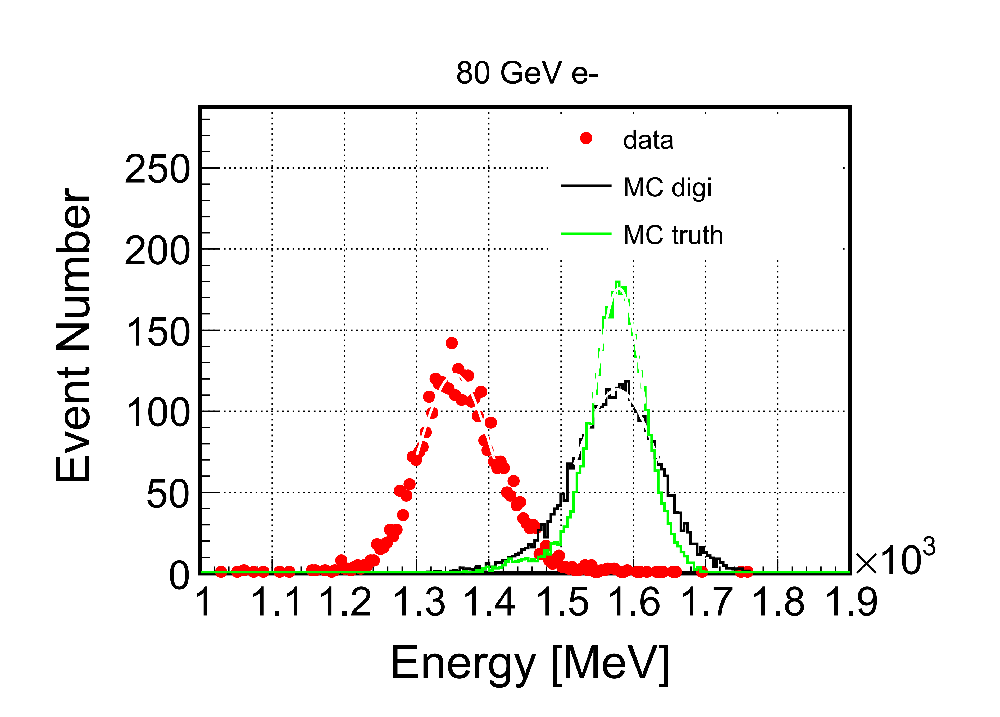 80 GeV e-
data
MC digi
MC truth
Event Number
250
200
150
100
50
0
1 1.1 1.2 1.3 1.4 1.5 1.6 1.7 1.8 1.9
×10³
Energy [MeV]